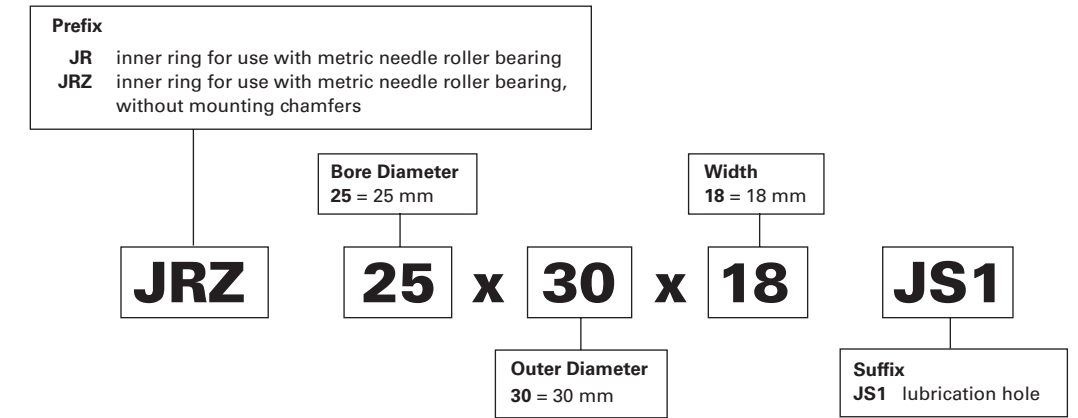 Prefix
JR inner ring for use with metric needle roller bearing
JRZ inner ring for use with metric needle roller bearing,
without mounting chamfers
Bore Diameter
25 = 25 mm
Width
18 = 18 mm
JRZ 25 x 30 x 18 JS1
Outer Diameter
30 = 30 mm
Suffix
JS1 lubrication hole